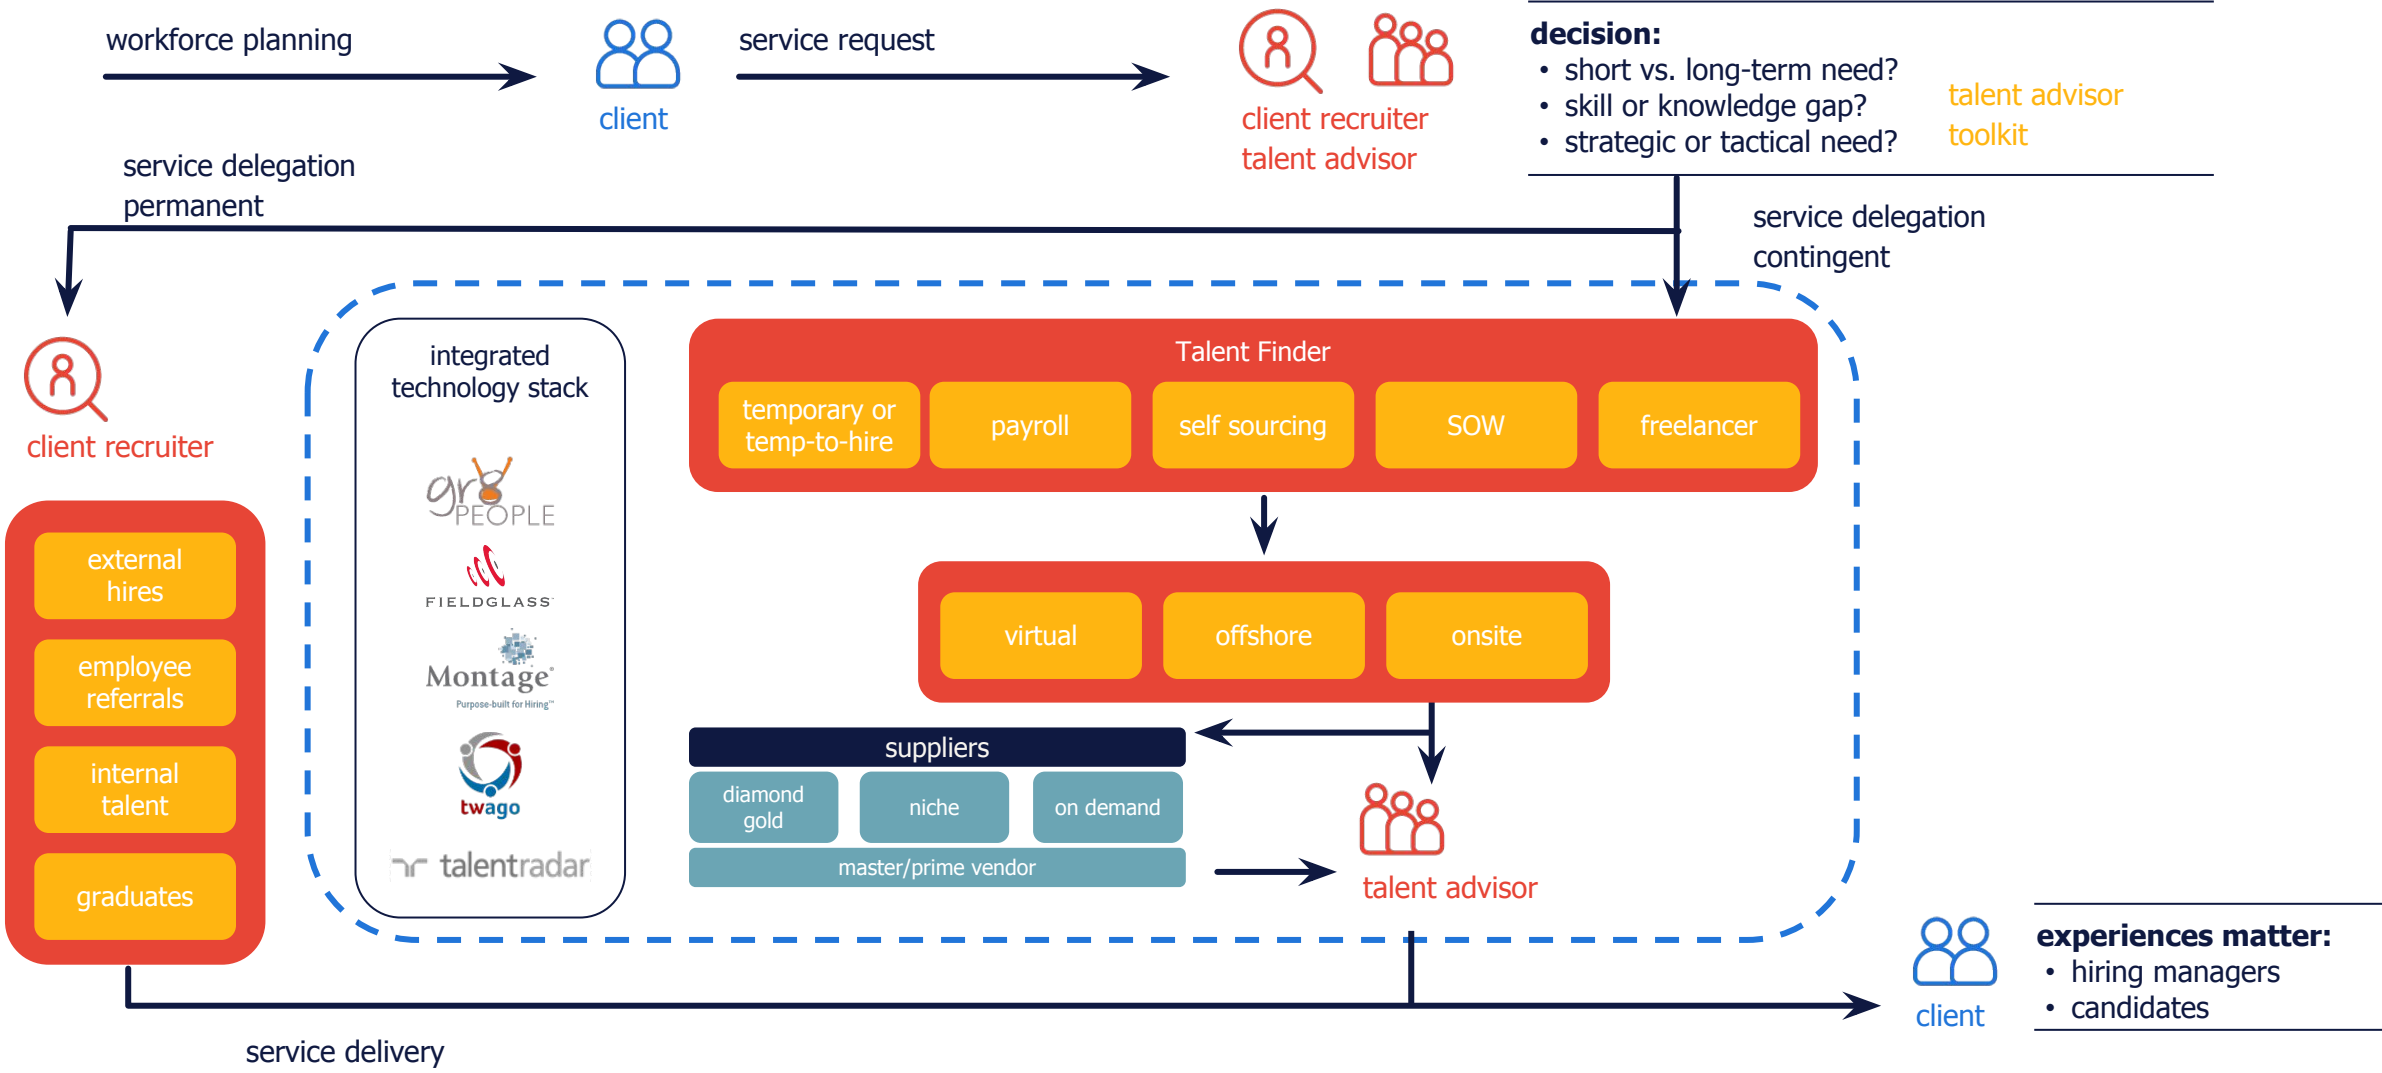 workforce planning
client
service request
client recruiter
talent advisor
decision:
• short vs. long-term need?
• skill or knowledge gap?
• strategic or tactical need?
talent advisor
toolkit
service delegation
permanent
service delegation
contingent
client recruiter
external
hires
employee
referrals
internal
talent
graduates
integrated
technology stack
gr8
PEOPLE
FIELDGLASS
Montage®
Purpose-built for Hiring™
twago
talentradar
Talent Finder
temporary or
temp-to-hire
payroll
self sourcing
SOW
freelancer
virtual
offshore
onsite
suppliers
diamond
gold
niche
on demand
master/prime vendor
talent advisor
client
experiences matter:
• hiring managers
• candidates
service delivery